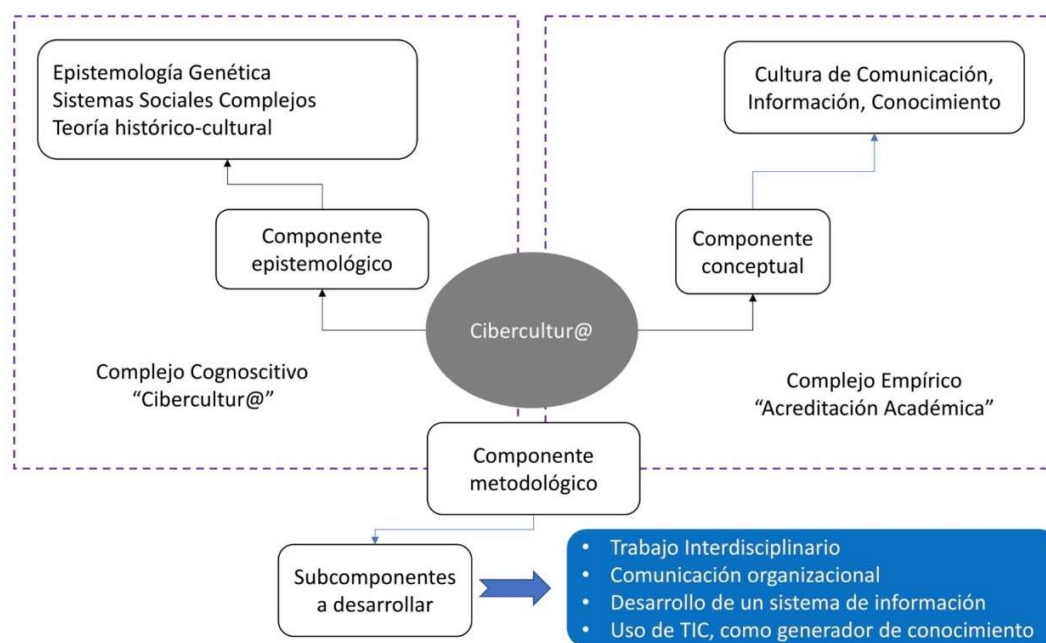 Epistemología Genética
Sistemas Sociales Complejos
Teoría histórico-cultural
Cultura de Comunicación,
Información, Conocimiento
Componente
epistemológico
Componente
conceptual
Cibercultur@
Complejo Cognoscitivo
“Cibercultur@”
Complejo Empírico
“Acreditación Académica”
Componente
metodológico
Subcomponentes
a desarrollar
• Trabajo Interdisciplinario
• Comunicación organizacional
• Desarrollo de un sistema de información
• Uso de TIC, como generador de conocimiento